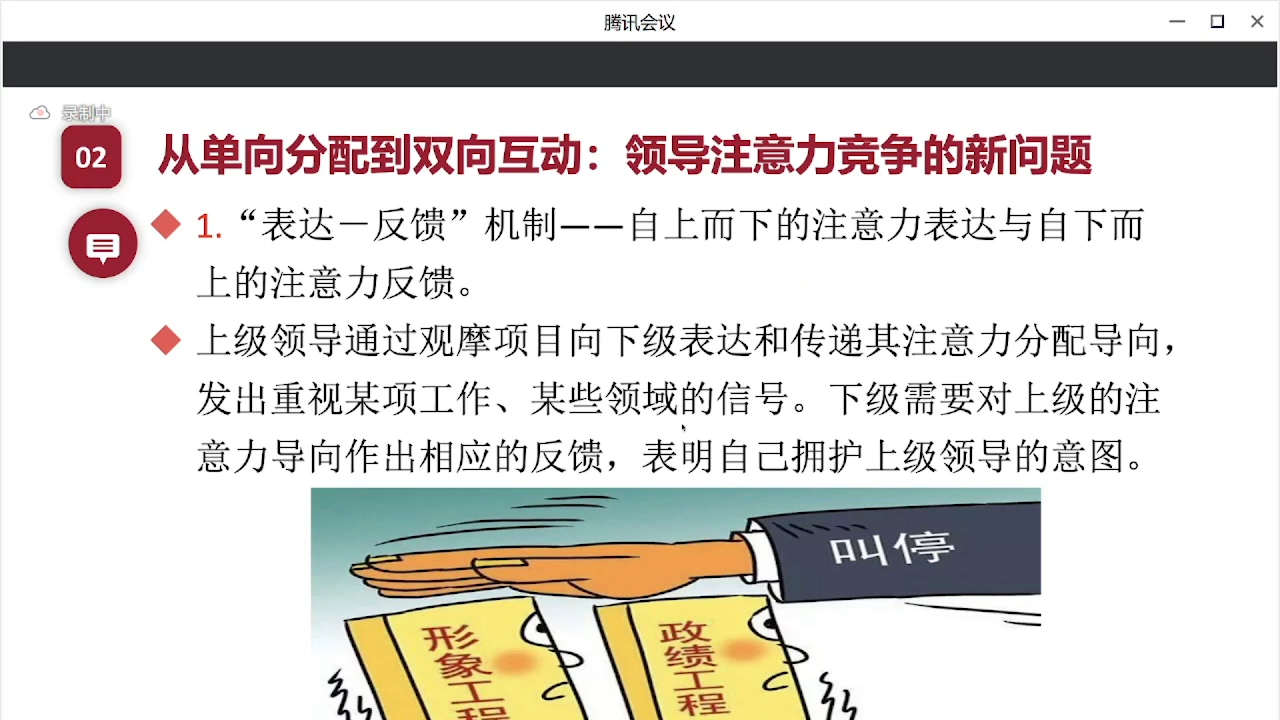 腾讯会议
录制中
02
从单向分配到双向互动：领导注意力竞争的新问题
1.“表达－反馈”机制——自上而下的注意力表达与自下而
上的注意力反馈。
上级领导通过观摩项目向下级表达和传递其注意力分配导向，
发出重视某项工作、某些领域的信号。下级需要对上级的注
意力导向作出相应的反馈，表明自己拥护上级领导的意图。
叫停
形象工程
政绩工程